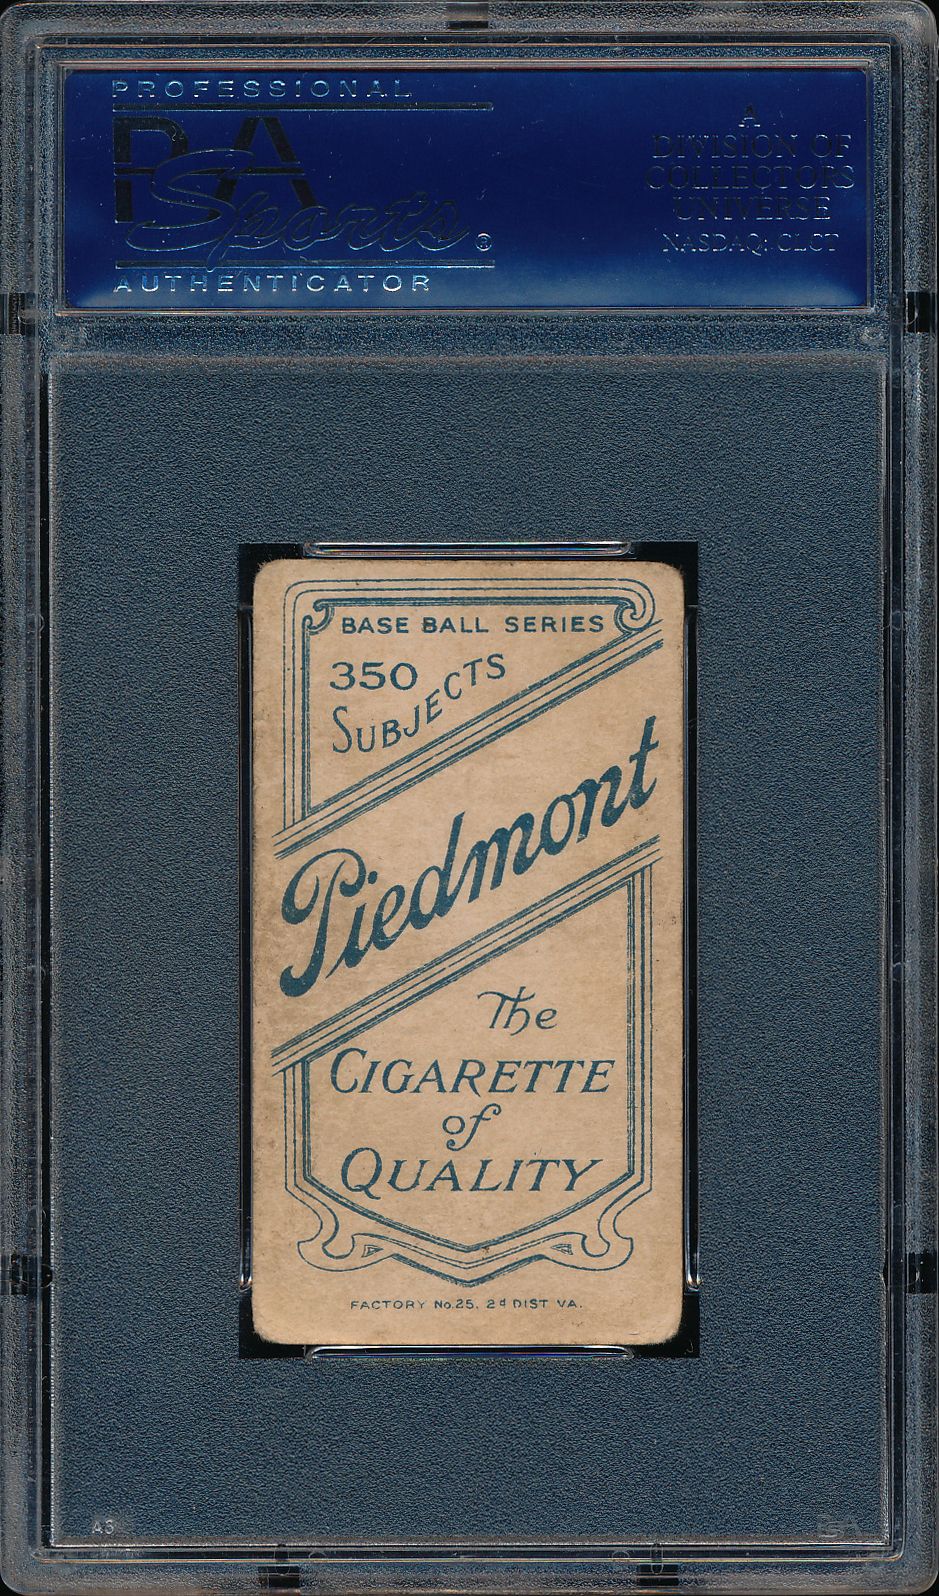 PROFESSIONAL
PSA
Sports®
AUTHENTICATOR
A
DIVISION OF
COLLECTORS
UNIVERSE
NASDAQ: CLCT
BASE BALL SERIES
350
SUBJECTS
Piedmont
The
CIGARETTE
of
QUALITY
FACTORY No. 25, 2d DIST VA.